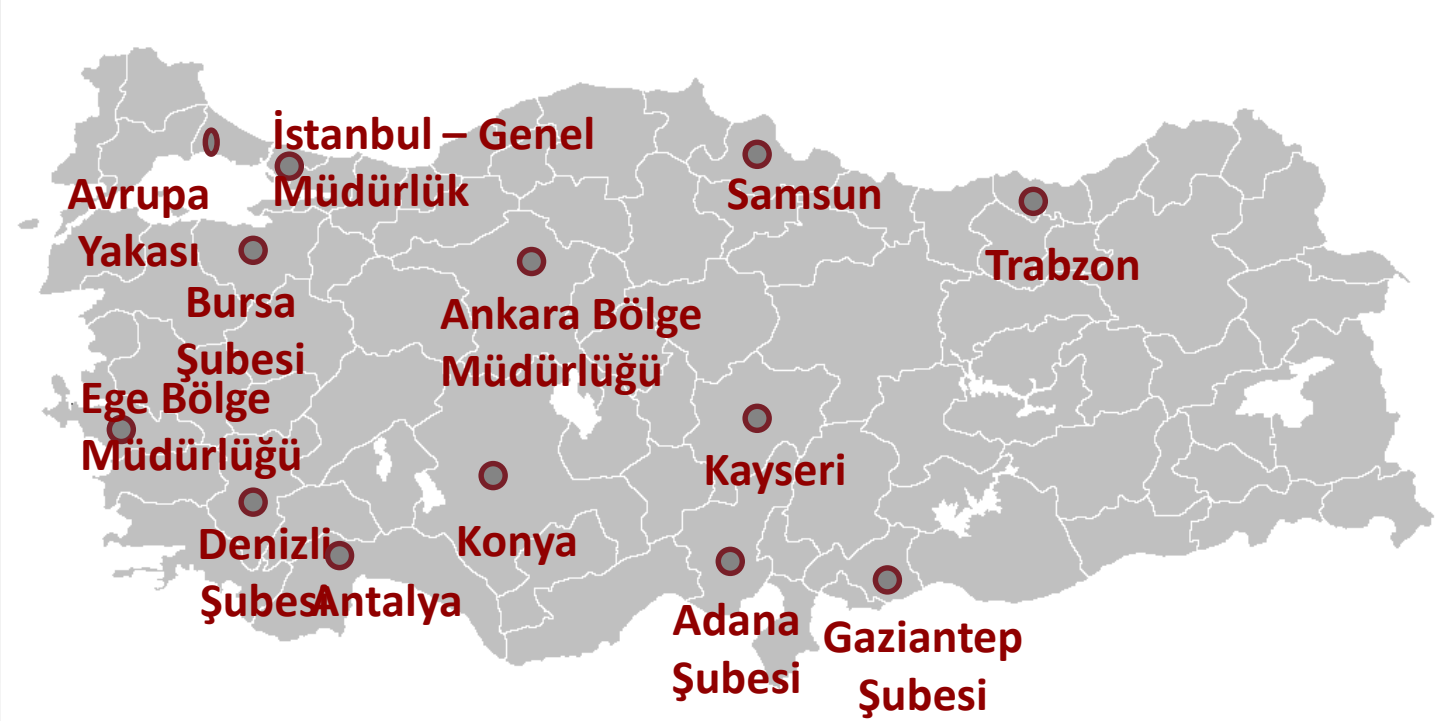 İstanbul – Genel
Müdürlük
Avrupa
Yakası
Samsun
Trabzon
Bursa
Şubesi
Ankara Bölge
Müdürlüğü
Ege Bölge
Müdürlüğü
Kayseri
Denizli
Şubesi
Konya
Antalya
Adana
Şubesi
Gaziantep
Şubesi